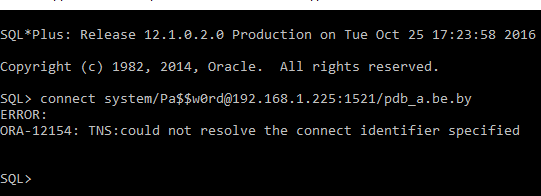 SQL*Plus: Release 12.1.0.2.0 Production on Tue Oct 25 17:23:58 2016
Copyright (c) 1982, 2014, Oracle.  All rights reserved.
SQL> connect system/Pa$$w0rd@192.168.1.225:1521/pdb_a.be.by
ERROR:
ORA-12154: TNS:could not resolve the connect identifier specified
SQL>